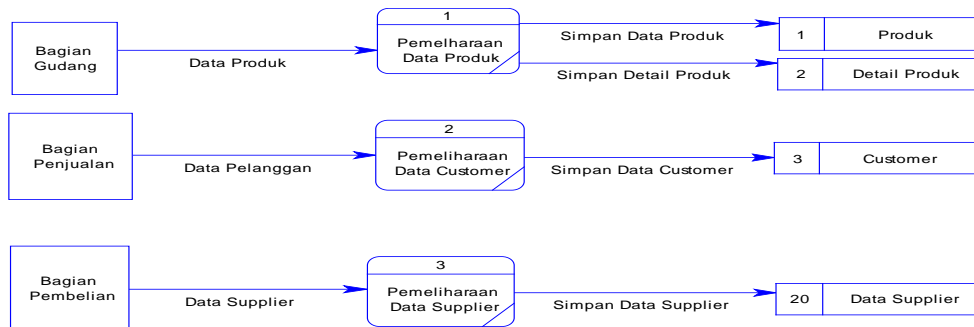 Bagian
Gudang
Data Produk
1
Pemelharaan
Data Produk
Simpan Data Produk
1 Produk
Simpan Detail Produk
2 Detail Produk
Bagian
Penjualan
Data Pelanggan
2
Pemeliharaan
Data Customer
Simpan Data Customer
3 Customer
Bagian
Pembelian
Data Supplier
3
Pemeliharaan
Data Supplier
Simpan Data Supplier
20 Data Supplier